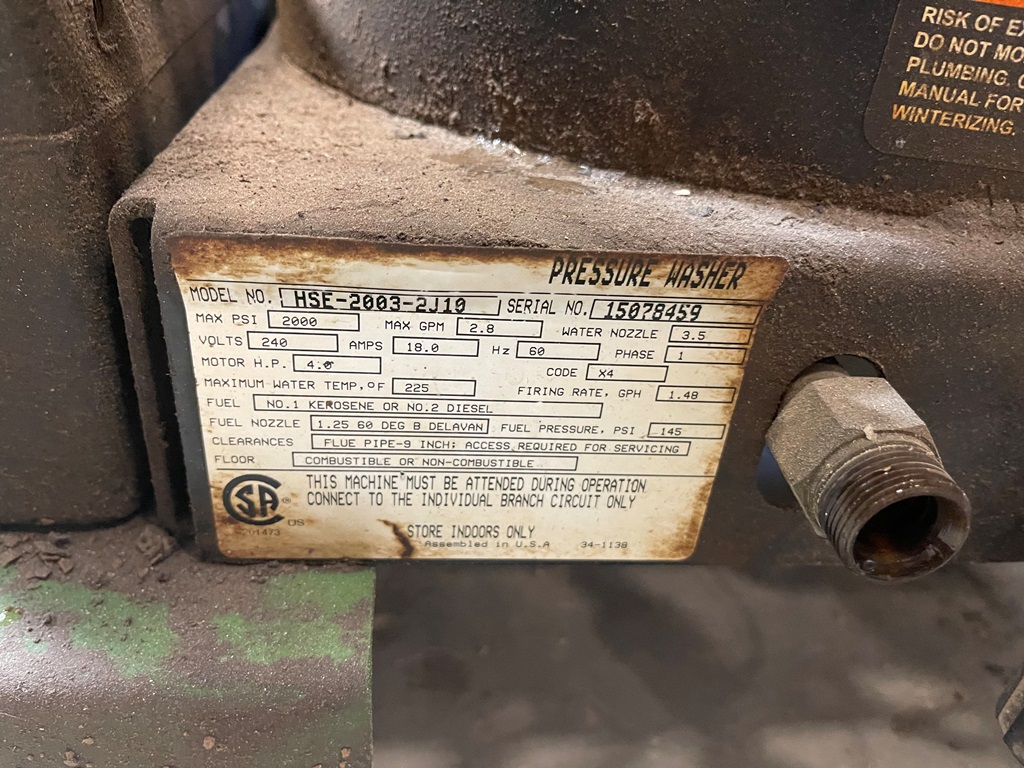 RISK OF
DO NOT
PLUMBING.
MANUAL FOR
WINTERIZING.
PRESSURE WASHER
MODEL NO. HSE-2003-2J10 SERIAL NO. 15078459
MAX PSI 2000 MAX GPM 2.8 WATER NOZZLE 3.5
VOLTS 240 AMPS 18.0 Hz 60 PHASE 1
MOTOR H.P. 4.0 CODE X4
MAXIMUM WATER TEMP, OF 225 FIRING RATE, GPH 1.48
FUEL NO.1 KEROSENE OR NO.2 DIESEL
FUEL NOZZLE 1.25 60 DEG B DELAVAN FUEL PRESSURE, PSI 145
CLEARANCES FLUE PIPE-9 INCH: ACCESS REQUIRED FOR SERVICING
FLOOR COMBUSTIBLE OR NON-COMBUSTIBLE
THIS MACHINE MUST BE ATTENDED DURING OPERATION
CONNECT TO THE INDIVIDUAL BRANCH CIRCUIT ONLY
SA ® US
STORE INDOORS ONLY
Assembled in U.S.A 34-1138